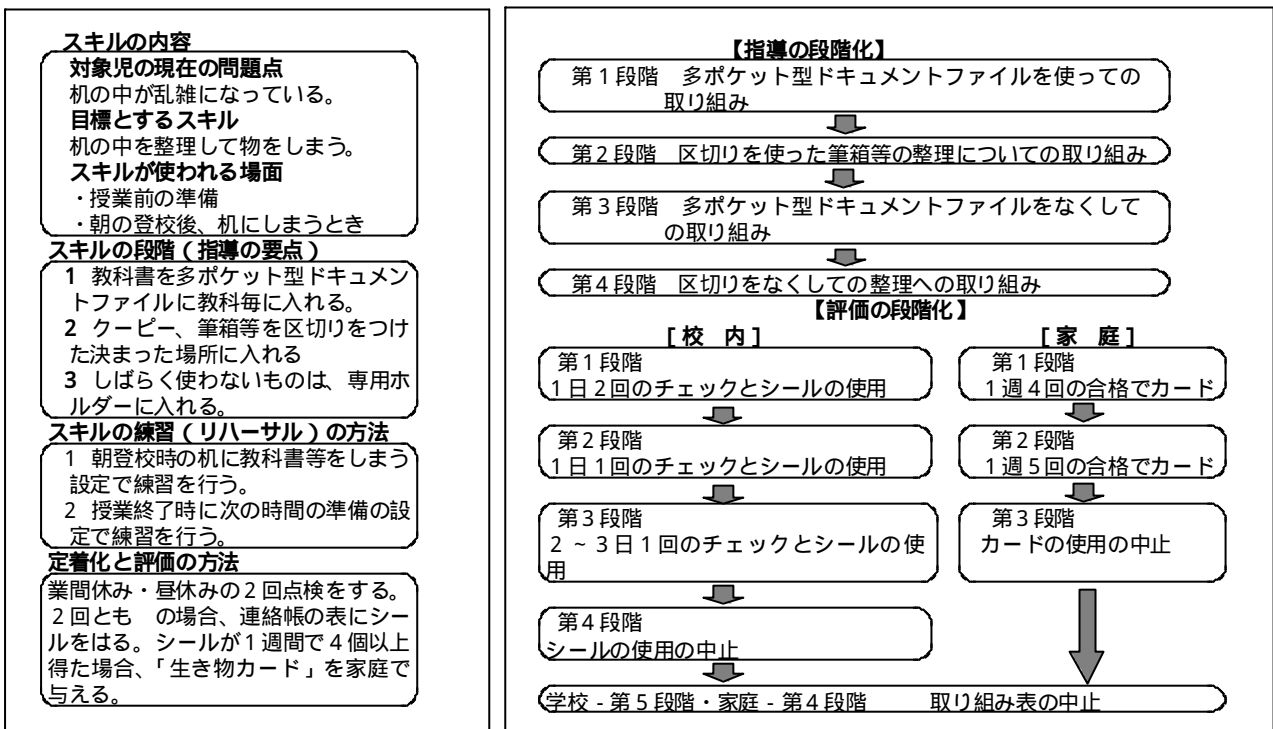 スキルの内容
対象児の現在の問題点
机の中が乱雑になっている。
目標とするスキル
机の中を整理して物をしまう。
スキルが使われる場面
・授業前の準備
・朝の登校後、机にしまうとき
スキルの段階(指導の要点)
1 教科書を多ポケット型ドキュメン
トファイルに教科毎に入れる。
2 クーピー、筆箱等を区切りをつけ
た決まった場所に入れる
3 しばらく使わないものは、専用ホ
ルダーに入れる。
スキルの練習(リハーサル)の方法
1 朝登校時の机に教科書等をしまう
設定で練習を行う。
2 授業終了時に次の時間の準備の設
定で練習を行う。
定着化と評価の方法
業間休み・昼休みの2回点検をする。
2回とも の場合、連絡帳の表にシー
ルをはる。シールが1週間で4個以上
得た場合、「生き物カード」を家庭で
与える。
【指導の段階化】
第1段階 多ポケット型ドキュメントファイルを使っての
取り組み
第2段階 区切りを使った筆箱等の整理についての取り組み
第3段階 多ポケット型ドキュメントファイルをなくして
の取り組み
第4段階 区切りをなくしての整理への取り組み
【評価の段階化】
[校 内]
第1段階
1日2回のチェックとシールの使用
第2段階
1日1回のチェックとシールの使用
第3段階
2~3日1回のチェックとシールの使
用
第4段階
シールの使用の中止
[家 庭]
第1段階
1週4回の合格でカード
第2段階
1週5回の合格でカード
第3段階
カードの使用の中止
学校-第5段階・家庭-第4段階 取り組み表の中止